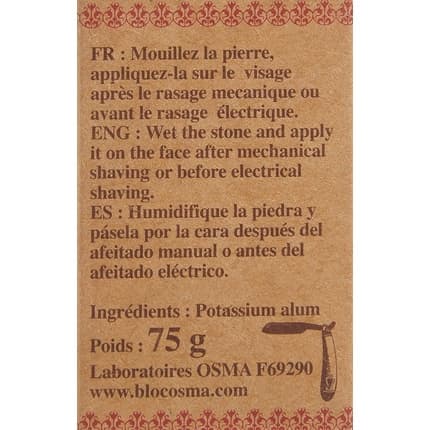 FR : Mouillez la pierre,
appliquez-la sur le visage
après le rasage mecanique ou
avant le rasage électrique.
ENG : Wet the stone and apply
it on the face after mechanical
shaving or before electrical
shaving.
ES : Humidifique la piedra y
pásela por la cara después del
afeitado manual o antes del
afeitado eléctrico.
Ingrédients : Potassium alum
Poids : 75 g
Laboratoires OSMA F69290
www.blocosma.com